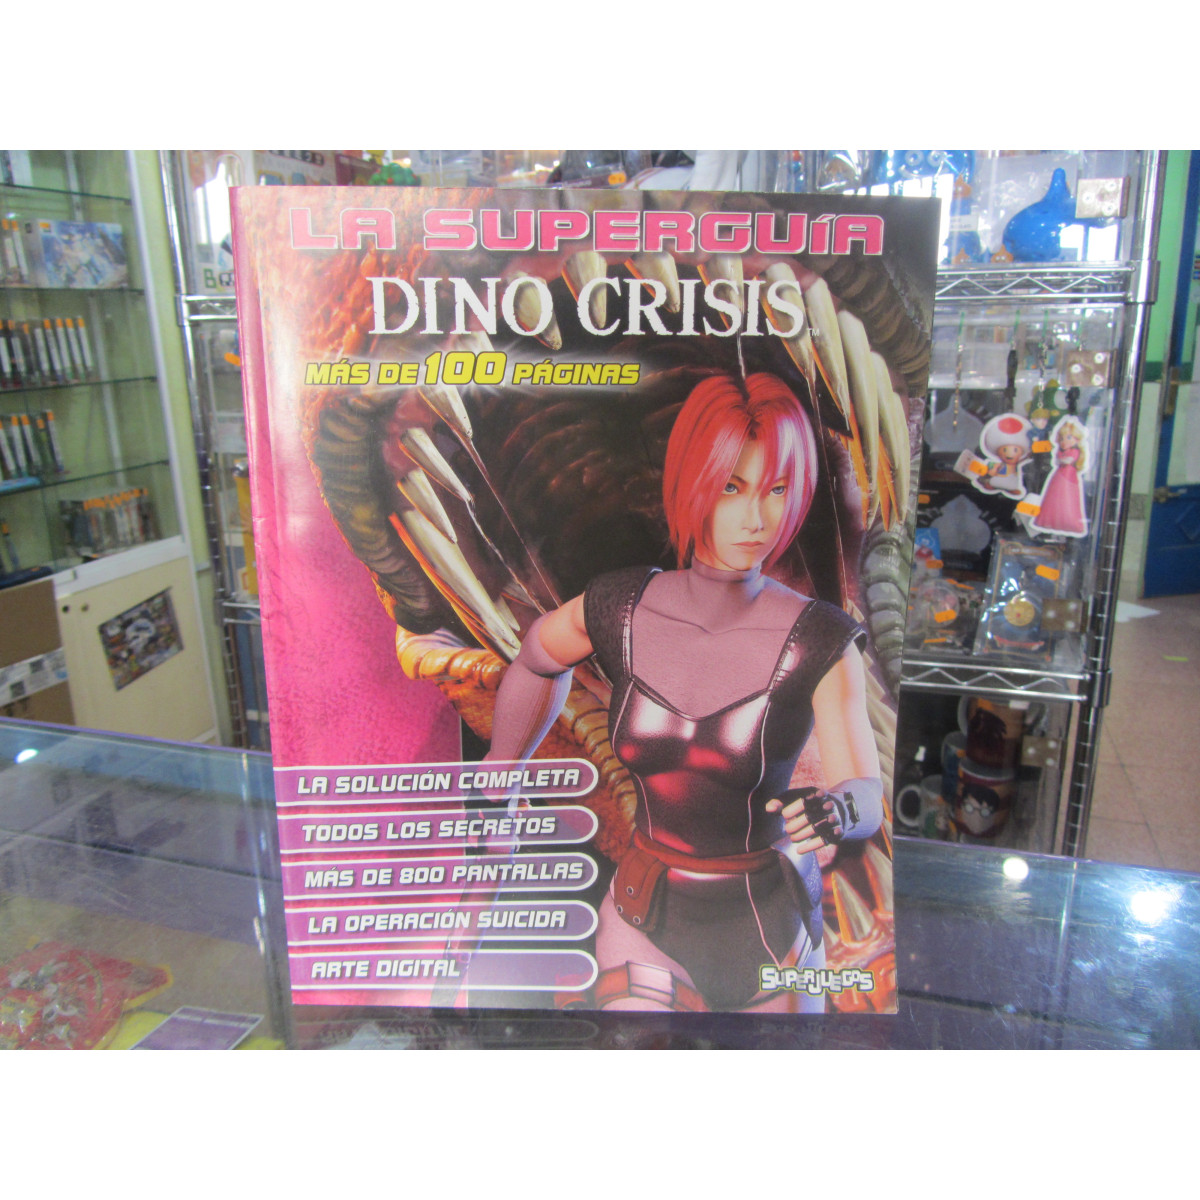 LA SUPERGUÍA
DINO CRISIS™
MÁS DE 100 PÁGINAS
LA SOLUCIÓN COMPLETA
TODOS LOS SECRETOS
MÁS DE 800 PANTALLAS
LA OPERACIÓN SUICIDA
ARTE DIGITAL
SUPERJUEGOS